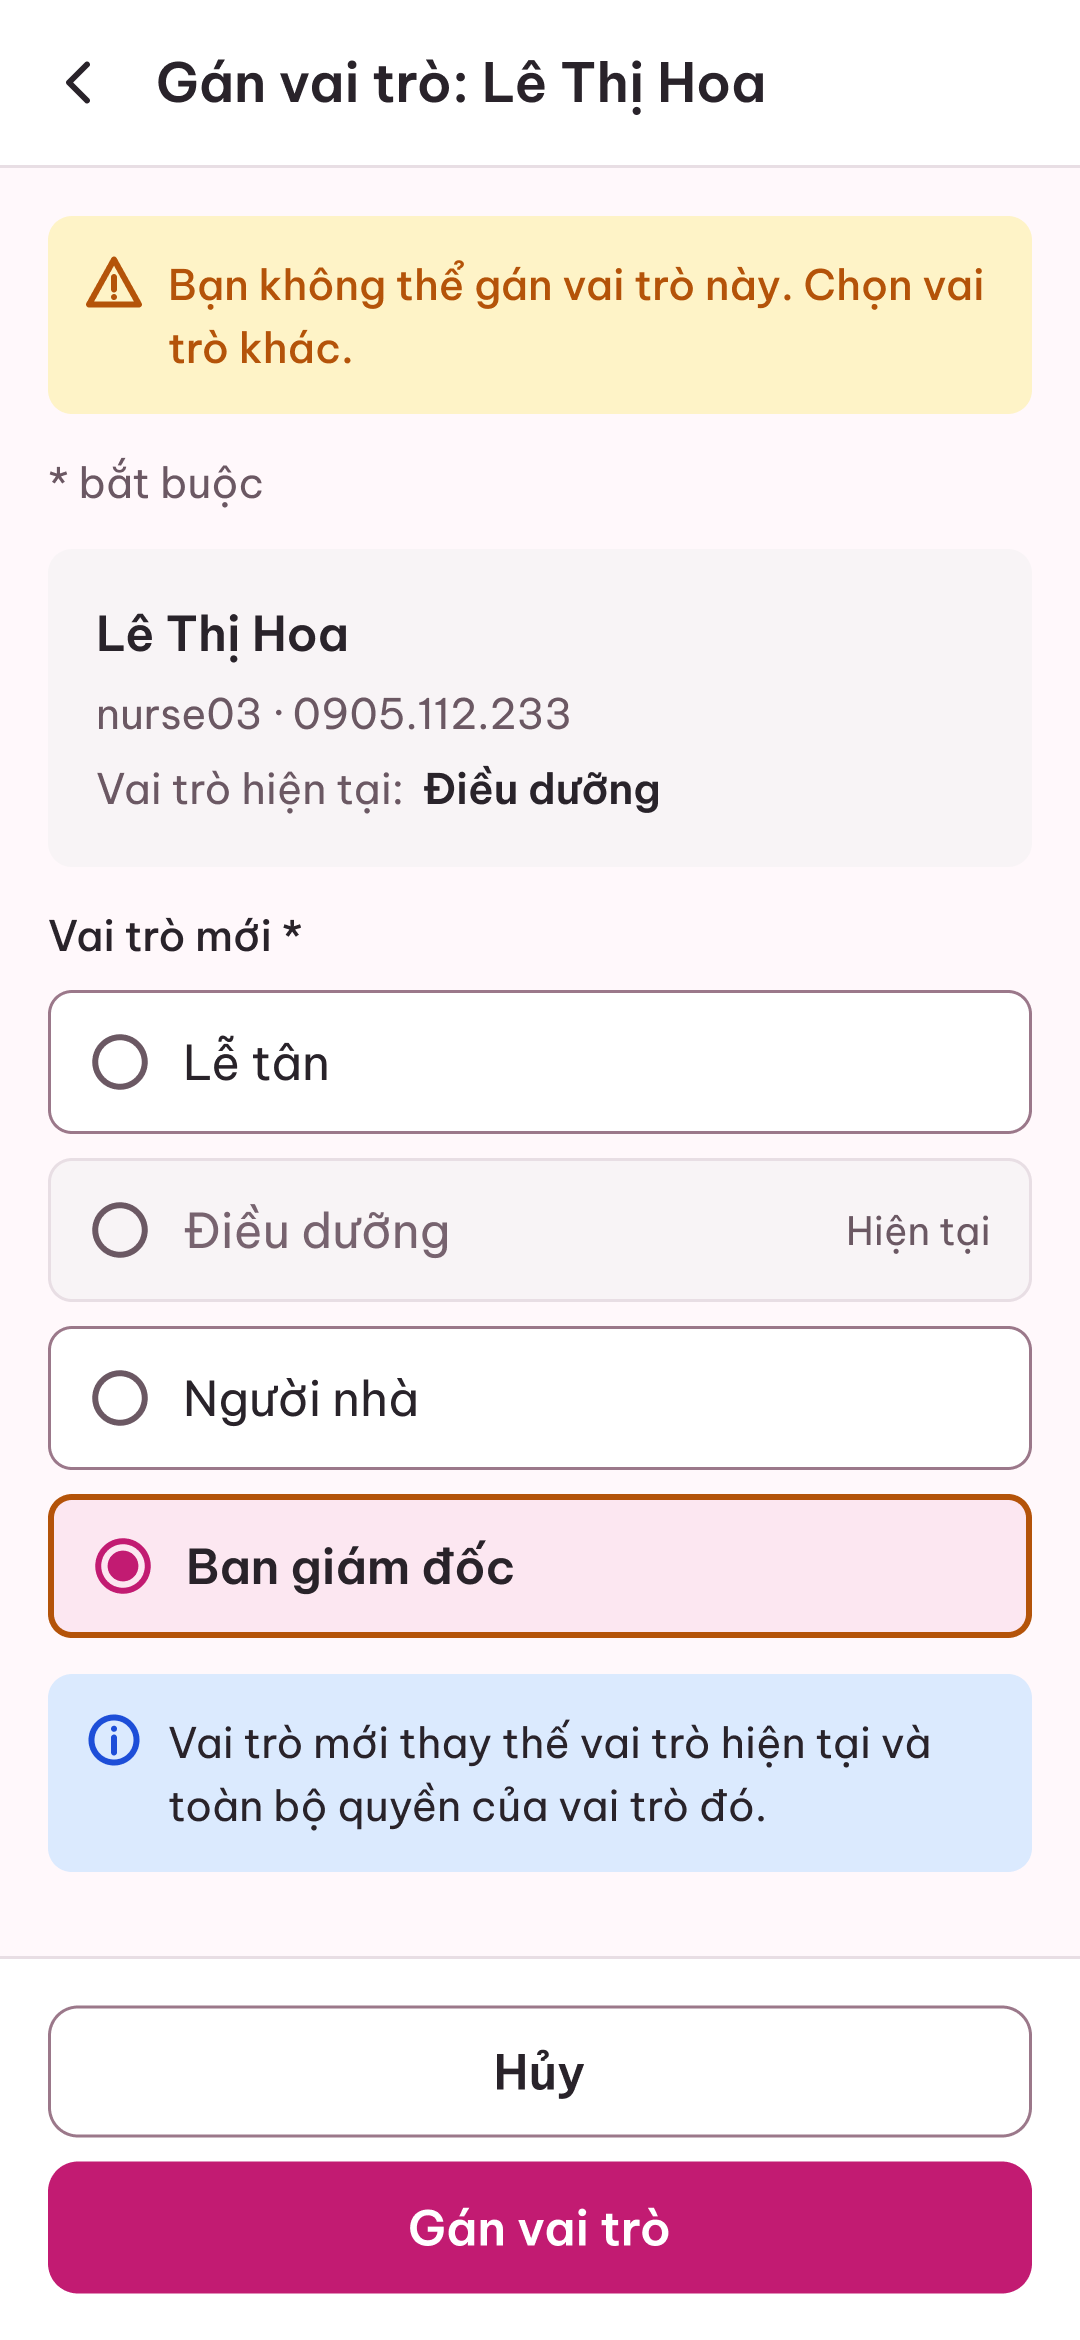 Gán vai trò: Lê Thị Hoa
Bạn không thể gán vai trò này. Chọn vai
trò khác.
* bắt buộc
Lê Thị Hoa
nurse03 · 0905.112.233
Vai trò hiện tại: Điều dưỡng
Vai trò mới *
Lễ tân
Điều dưỡng Hiện tại
Người nhà
Ban giám đốc
Vai trò mới thay thế vai trò hiện tại và
toàn bộ quyền của vai trò đó.
Hủy
Gán vai trò